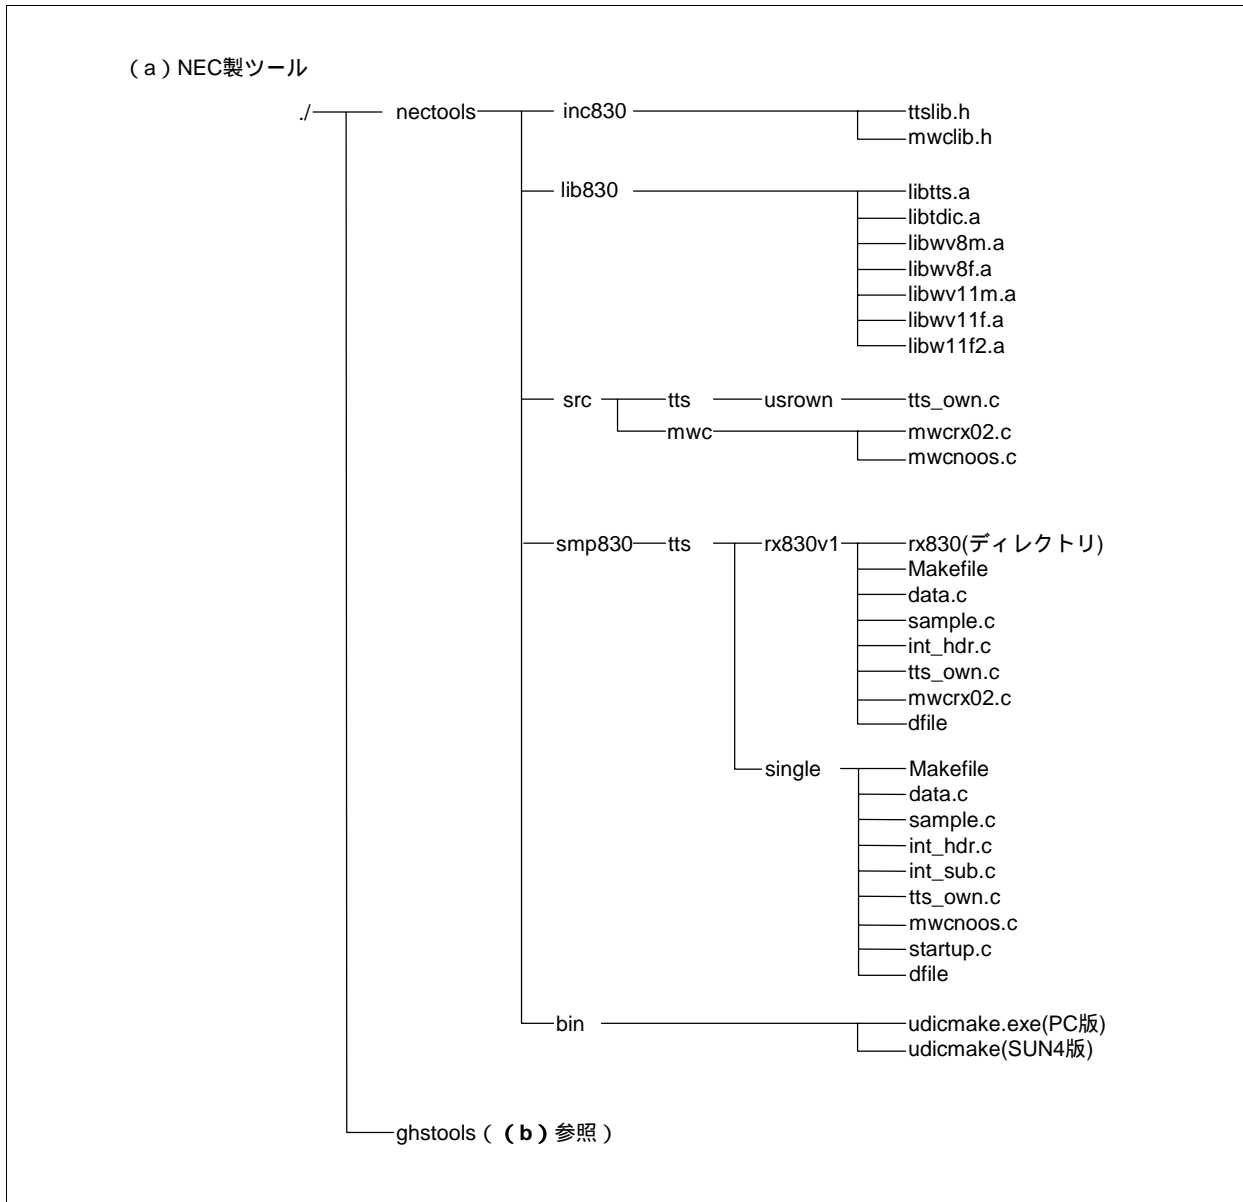 (a)NEC製ツール
./ nectools inc830 ttslib.h
mwclib.h
lib830 libtts.a
libtdic.a
libwv8m.a
libwv8f.a
libwv11m.a
libwv11f.a
libw11f2.a
src tts usrown tts_own.c
mwc mwcrx02.c
mwcnoos.c
smp830 tts rx830v1 rx830(ディレクトリ)
Makefile
data.c
sample.c
int_hdr.c
tts_own.c
mwcrx02.c
dfile
single Makefile
data.c
sample.c
int_hdr.c
int_sub.c
tts_own.c
mwcnoos.c
startup.c
dfile
bin udicmake.exe(PC版)
udicmake(SUN4版)
ghstools((b)参照)